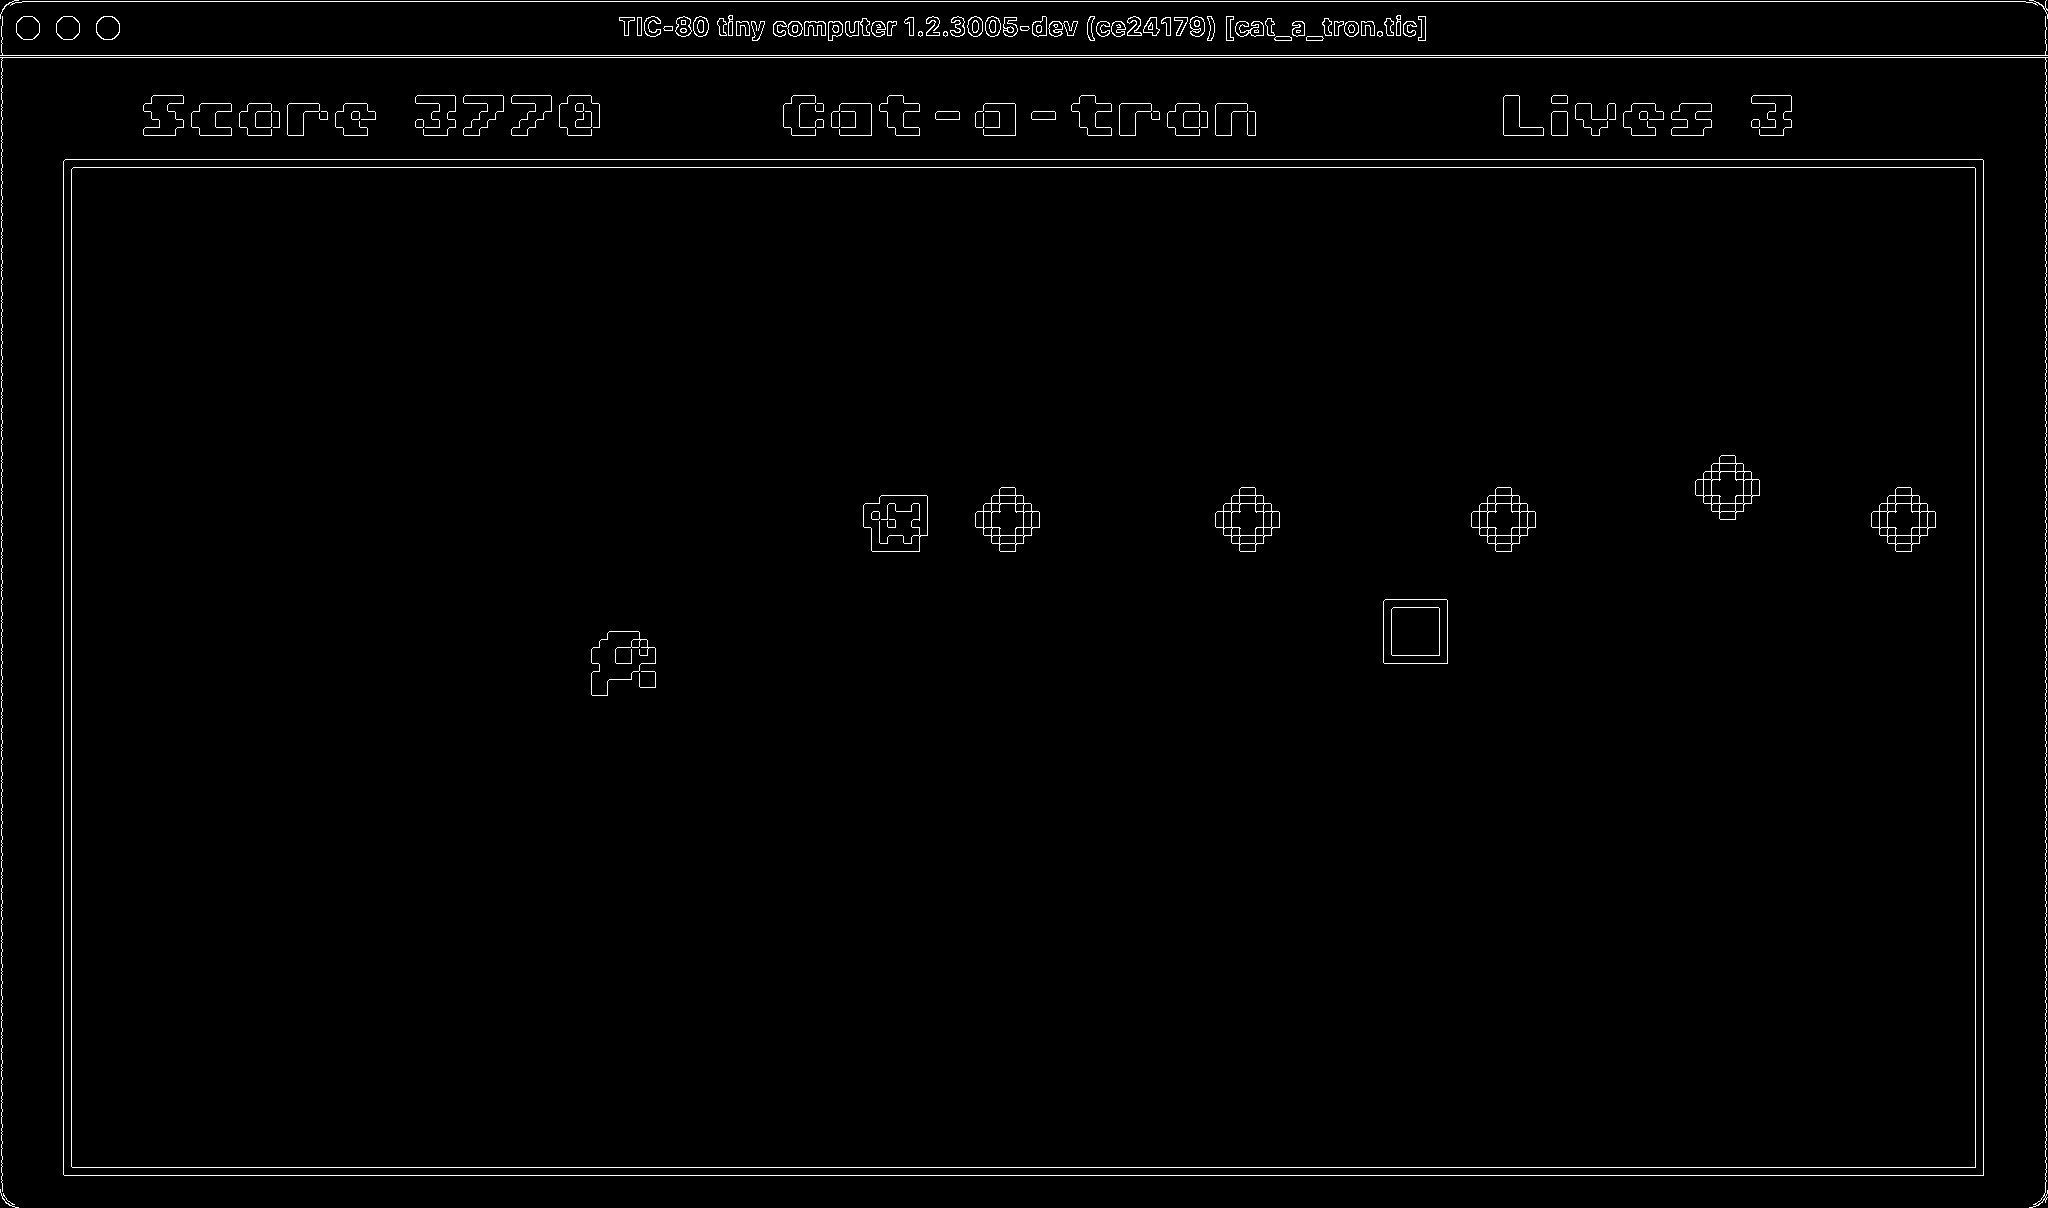 TIC-80 tiny computer 1.2.3005-dev (ce24179) [cat_a_tron.tic]
Score 3770 Cat-a-tron Lives 3